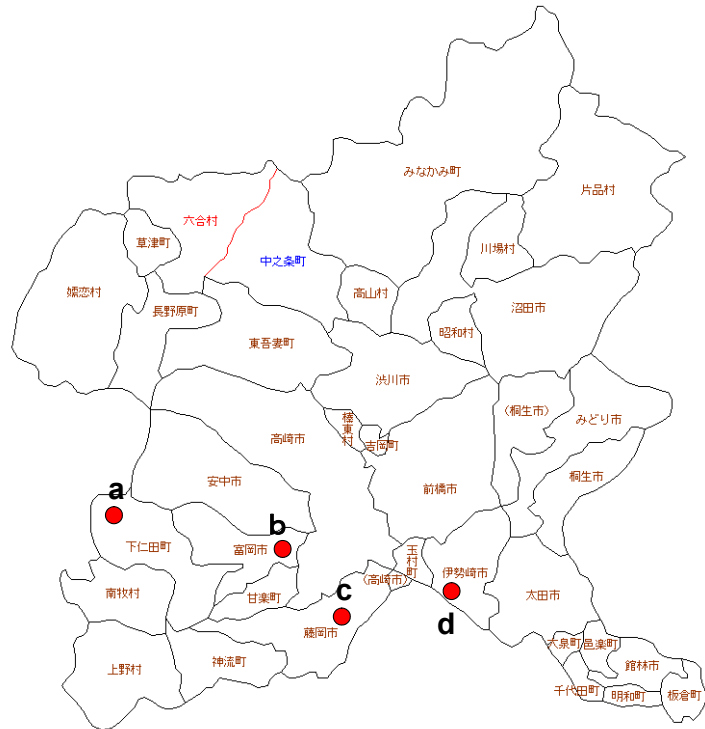 みなかみ町
片品村
六合村
草津町
川場村
中之条町
嬬恋村
高山村
長野原町
沼田市
昭和村
東吾妻町
渋川市
榛東村
〈桐生市〉
みどり市
高崎市
吉岡町
安中市
桐生市
前橋市
a
b
下仁田町
富岡市
玉村町
伊勢崎市
〈高崎市〉
c
南牧村
甘楽町
太田市
d
藤岡市
大泉町
邑楽町
上野村
神流町
館林市
千代田町
明和町
板倉町